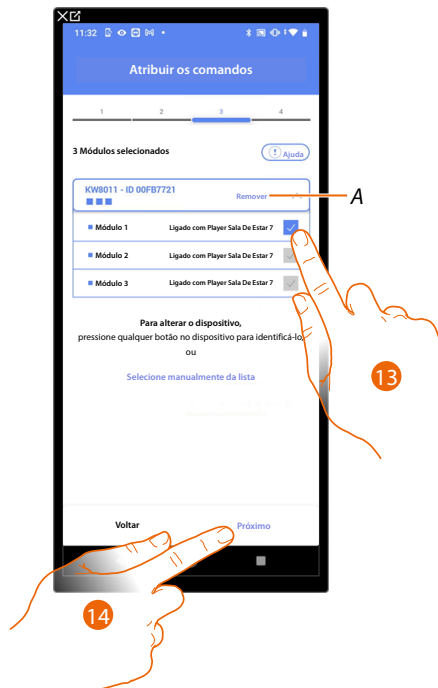 11:32
Atribuir os comandos
1 2 3 4
3 Módulos selecionados
Ajuda
KW8011 - ID 00FB7721
Remover
A
Módulo 1 Ligado com Player Sala De Estar 7
Módulo 2 Ligado com Player Sala De Estar 7
Módulo 3 Ligado com Player Sala De Estar 7
Para alterar o dispositivo,
pressione qualquer botão no dispositivo para identificá-lo,
ou
Selecione manualmente da lista
13
Voltar
Próximo
14